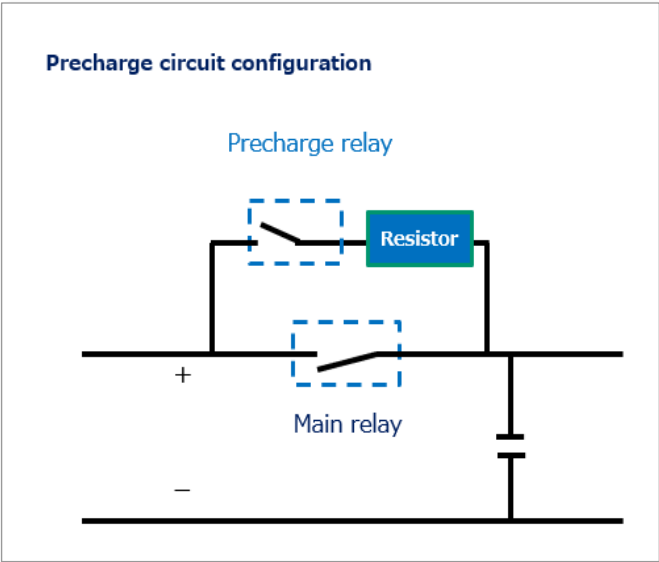 Precharge circuit configuration
Precharge relay
Resistor
+
Main relay
−